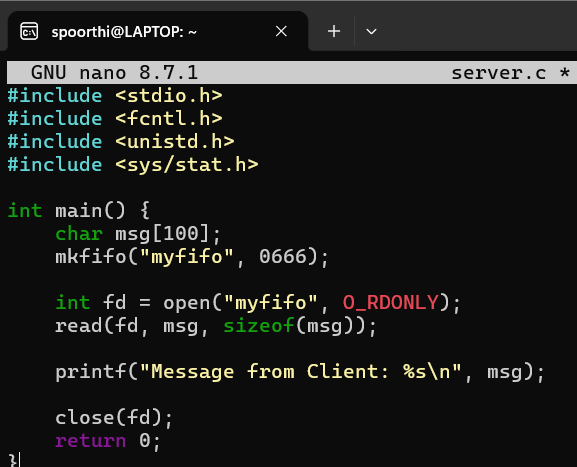 spoorthi@LAPTOP: ~
GNU nano 8.7.1 server.c *
#include <stdio.h>
#include <fcntl.h>
#include <unistd.h>
#include <sys/stat.h>

int main() {
    char msg[100];
    mkfifo("myfifo", 0666);

    int fd = open("myfifo", O_RDONLY);
    read(fd, msg, sizeof(msg));

    printf("Message from Client: %s\n", msg);

    close(fd);
    return 0;
}